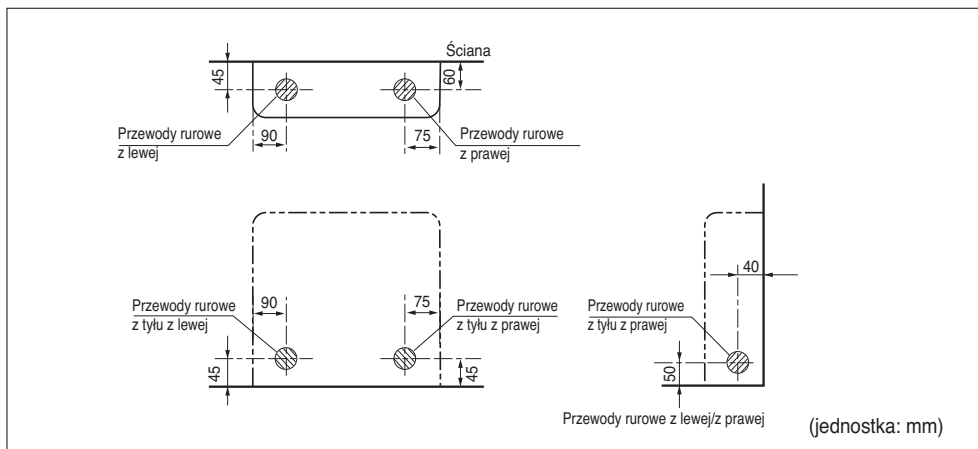 Ściana
45
60
Przewody rurowe
z lewej
90
75
Przewody rurowe
z prawej
Przewody rurowe
z tyłu z lewej
90
75
Przewody rurowe
z tyłu z prawej
45
45
40
Przewody rurowe
z tyłu z prawej
50
Przewody rurowe z lewej/z prawej
(jednostka: mm)